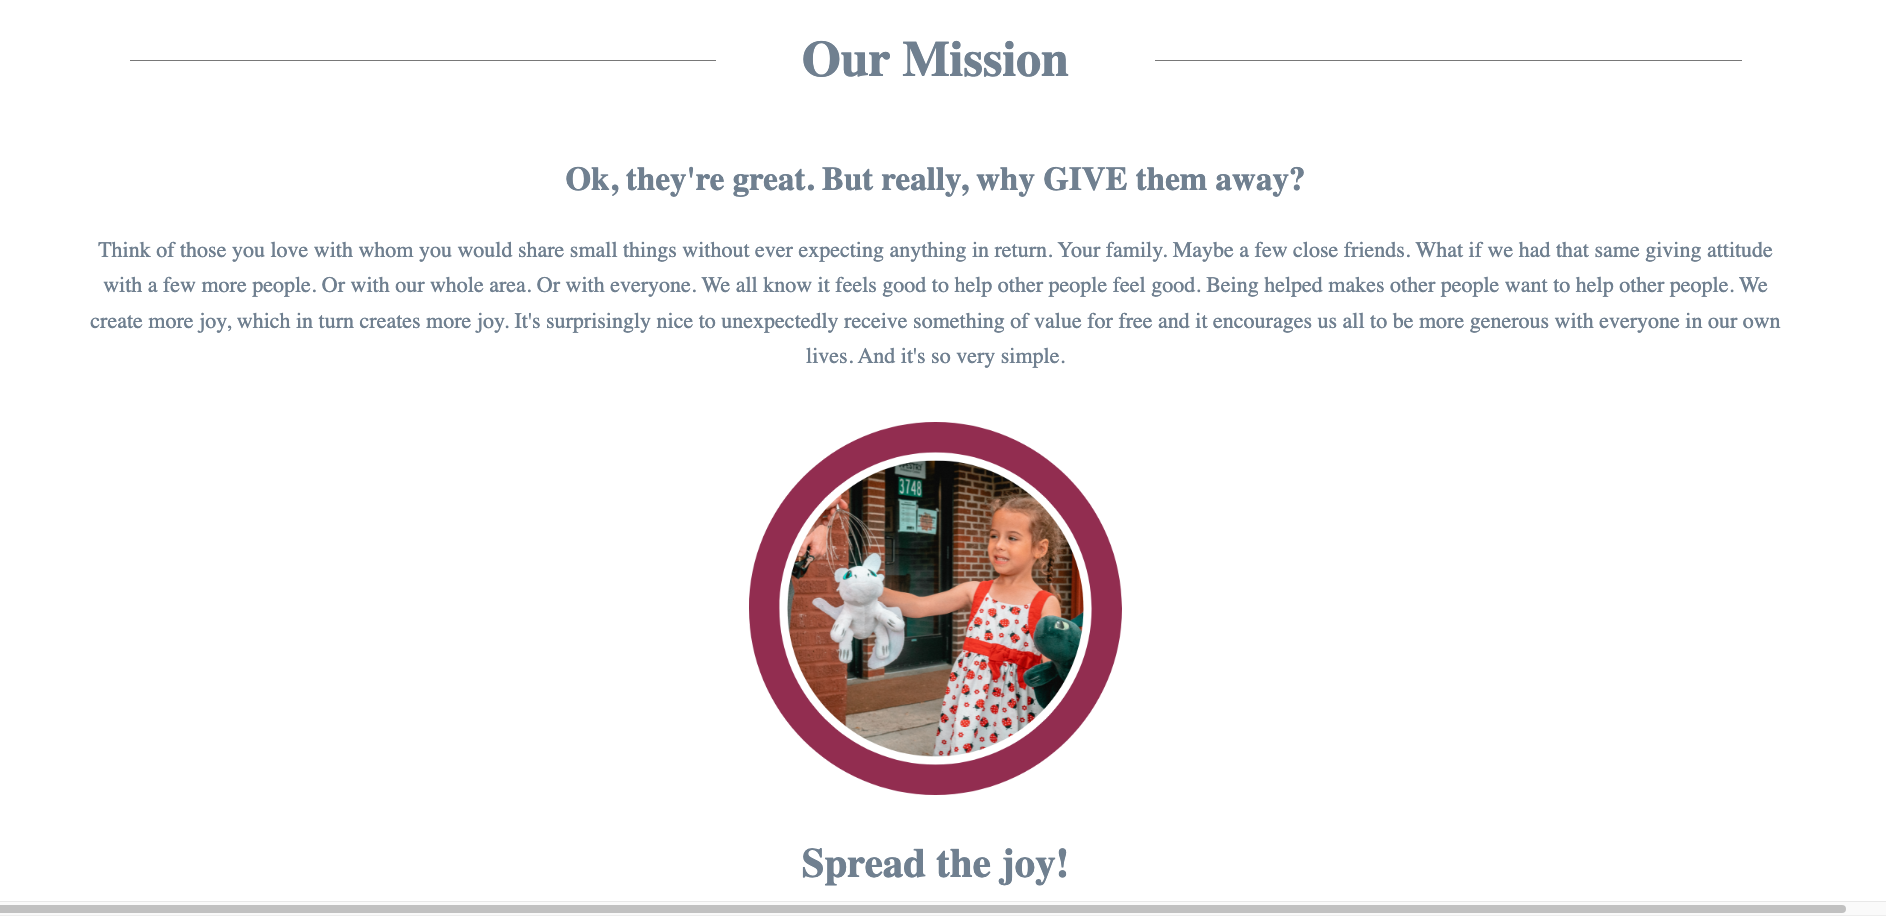 Our Mission
Ok, they're great. But really, why GIVE them away?
Think of those you love with whom you would share small things without ever expecting anything in return. Your family. Maybe a few close friends. What if we had that same giving attitude
with a few more people. Or with our whole area. Or with everyone. We all know it feels good to help other people feel good. Being helped makes other people want to help other people. We
create more joy, which in turn creates more joy. It's surprisingly nice to unexpectedly receive something of value for free and it encourages us all to be more generous with everyone in our own
lives. And it's so very simple.
3748
Spread the joy!